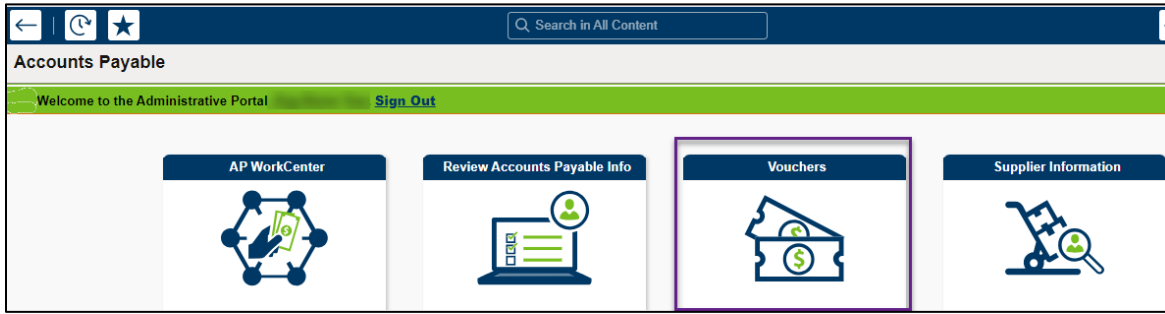 Search in All Content
Accounts Payable
Welcome to the Administrative Portal Sign Out
AP WorkCenter
Review Accounts Payable Info
Vouchers
Supplier Information